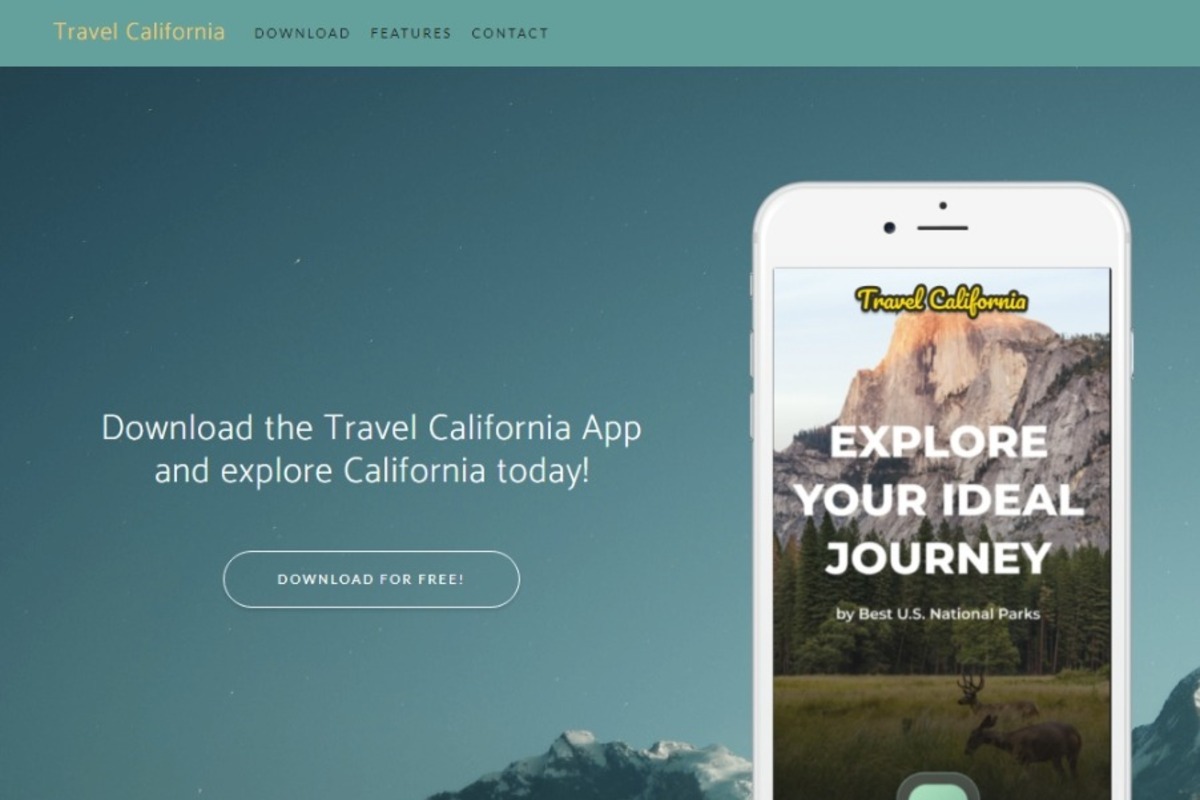 Travel California
DOWNLOAD FEATURES CONTACT
Download the Travel California App
and explore California today!
DOWNLOAD FOR FREE!
Travel California
EXPLORE
YOUR IDEAL
JOURNEY
by Best U.S. National Parks